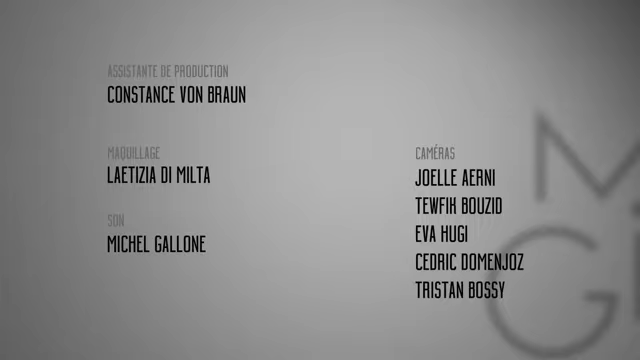 ASSISTANTE DE PRODUCTION
CONSTANCE VON BRAUN
MAQUILLAGE
LAETIZIA DI MILTA
SON
MICHEL GALLONE
CAMÉRAS
JOELLE AERNI
TEWFIK BOUZID
EVA HUGI
CEDRIC DOMENJOZ
TRISTAN BOSSY